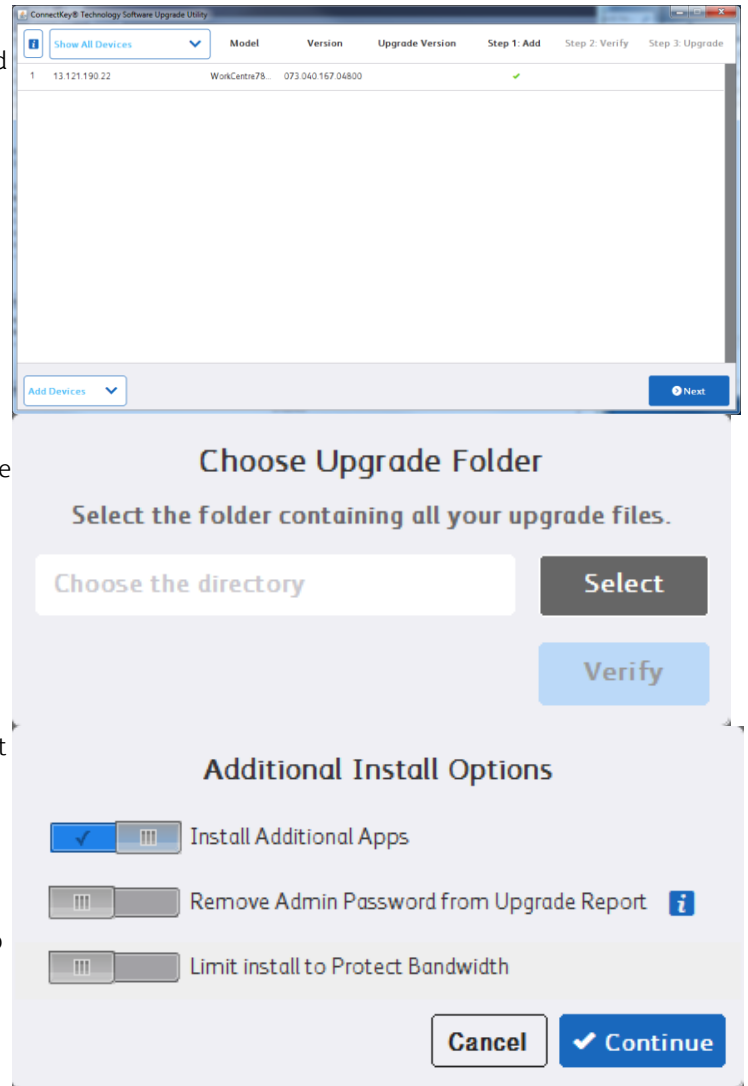 ConnectKey® Technology Software Upgrade Utility
i Show All Devices Model Version Upgrade Version Step 1: Add Step 2: Verify Step 3: Upgrade
d
1 13.121.190.22 WorkCentre78... 073.040.167.04800
Add Devices Next
Choose Upgrade Folder
e
Select the folder containing all your upgrade files.
Choose the directory Select
Verify
t
Additional Install Options
Install Additional Apps
Remove Admin Password from Upgrade Report i
Limit install to Protect Bandwidth
Cancel Continue